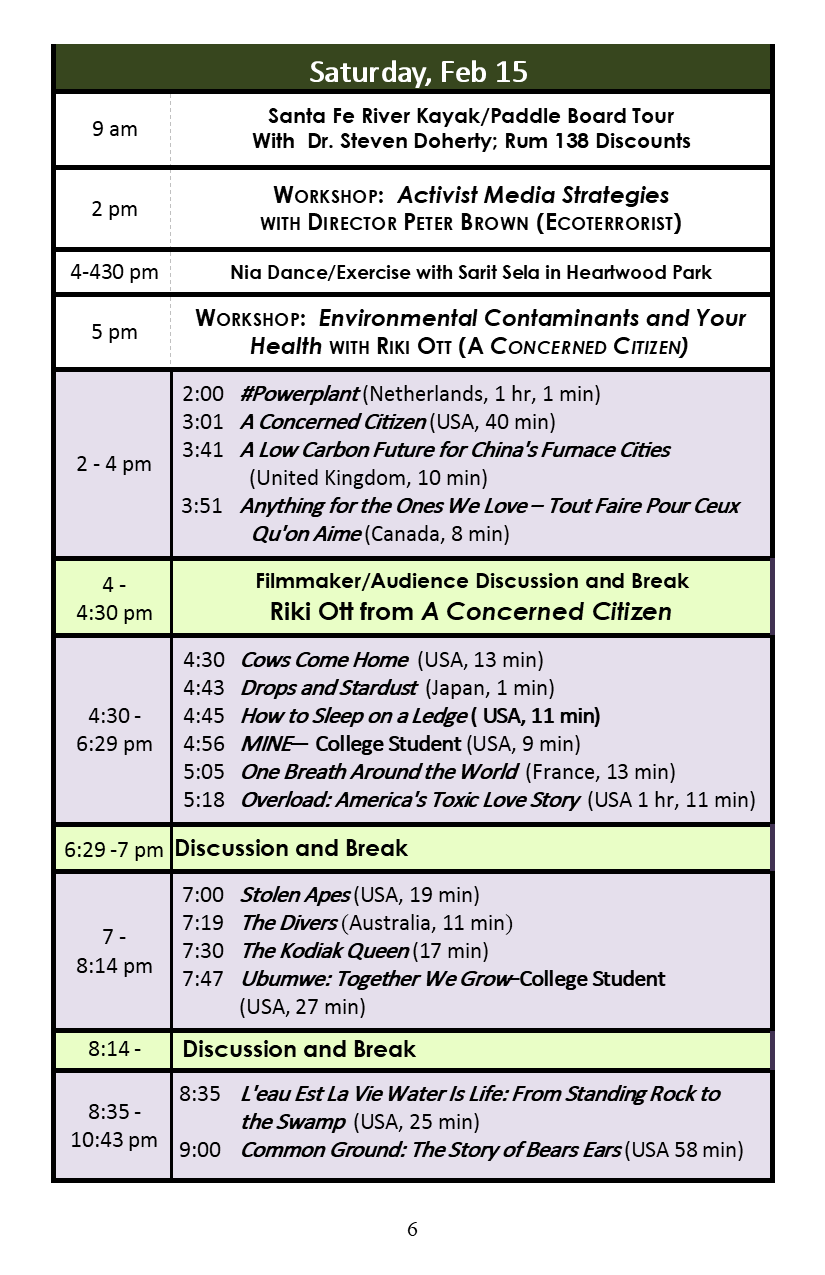 Saturday, Feb 15
9 am
Santa Fe River Kayak/Paddle Board Tour
With Dr. Steven Doherty; Rum 138 Discounts
2 pm
WORKSHOP: Activist Media Strategies
WITH DIRECTOR PETER BROWN (ECOTERRORIST)
4-430 pm
Nia Dance/Exercise with Sarit Sela in Heartwood Park
5 pm
WORKSHOP: Environmental Contaminants and Your
Health WITH RIKI OTT (A CONCERNED CITIZEN)
2 - 4 pm
2:00 #Powerplant (Netherlands, 1 hr, 1 min)
3:01 A Concerned Citizen (USA, 40 min)
3:41 A Low Carbon Future for China's Furnace Cities
(United Kingdom, 10 min)
3:51 Anything for the Ones We Love – Tout Faire Pour Ceux
Qu'on Aime (Canada, 8 min)
4 -
4:30 pm
Filmmaker/Audience Discussion and Break
Riki Ott from A Concerned Citizen
4:30 -
6:29 pm
4:30 Cows Come Home (USA, 13 min)
4:43 Drops and Stardust (Japan, 1 min)
4:45 How to Sleep on a Ledge ( USA, 11 min)
4:56 MINE— College Student (USA, 9 min)
5:05 One Breath Around the World (France, 13 min)
5:18 Overload: America's Toxic Love Story (USA 1 hr, 11 min)
6:29 -7 pm
Discussion and Break
7 -
8:14 pm
7:00 Stolen Apes (USA, 19 min)
7:19 The Divers (Australia, 11 min)
7:30 The Kodiak Queen (17 min)
7:47 Ubumwe: Together We Grow–College Student
(USA, 27 min)
8:14 -
Discussion and Break
8:35 -
10:43 pm
8:35 L'eau Est La Vie Water Is Life: From Standing Rock to
the Swamp (USA, 25 min)
9:00 Common Ground: The Story of Bears Ears (USA 58 min)
6